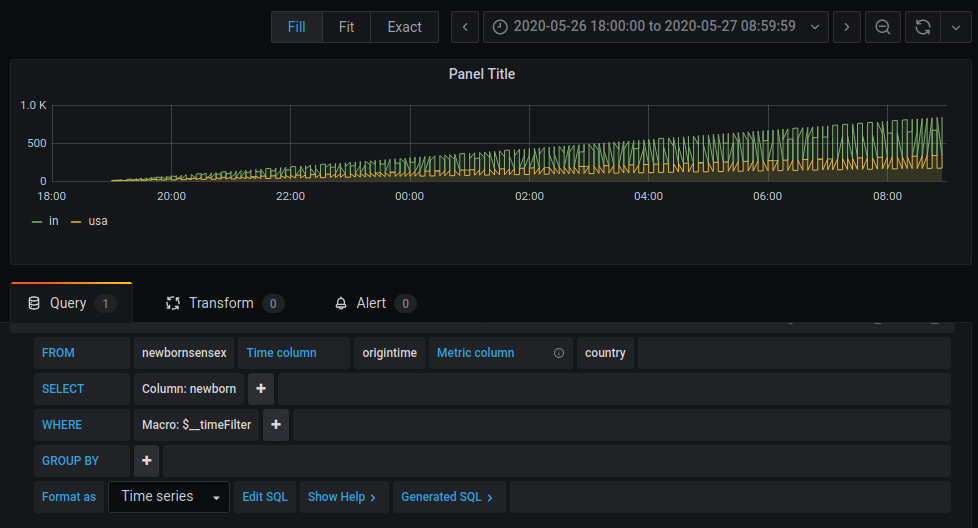 Fill Fit Exact 2020-05-26 18:00:00 to 2020-05-27 08:59:59
Panel Title
1.0 K
500
0
18:00 20:00 22:00 00:00 02:00 04:00 06:00 08:00
in usa
Query 1 Transform 0 Alert 0
FROM newbornsensex Time column origintime Metric column country
SELECT Column: newborn +
WHERE Macro: $__timeFilter +
GROUP BY +
Format as Time series Edit SQL Show Help > Generated SQL >